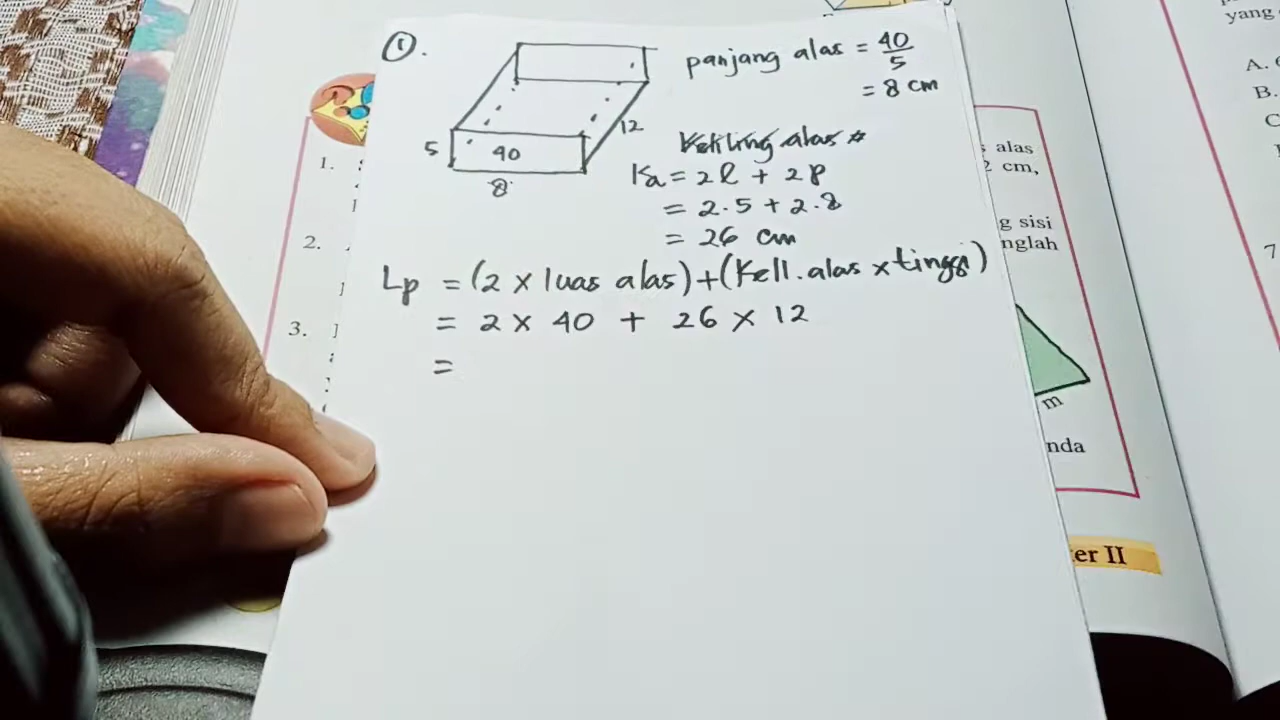 1.
5
40
8
12
panjang alas = 40/5
= 8 cm
Keliling alas =
Ka = 2l + 2p
= 2.5 + 2.8
= 26 cm
Lp = (2 x luas alas) + (Kell. alas x tinggi)
= 2 x 40 + 26 x 12
=
1.
2.
3.
alas
2 cm,
g sisi
nglah
m
nda
er II
yang
A.
B.
7